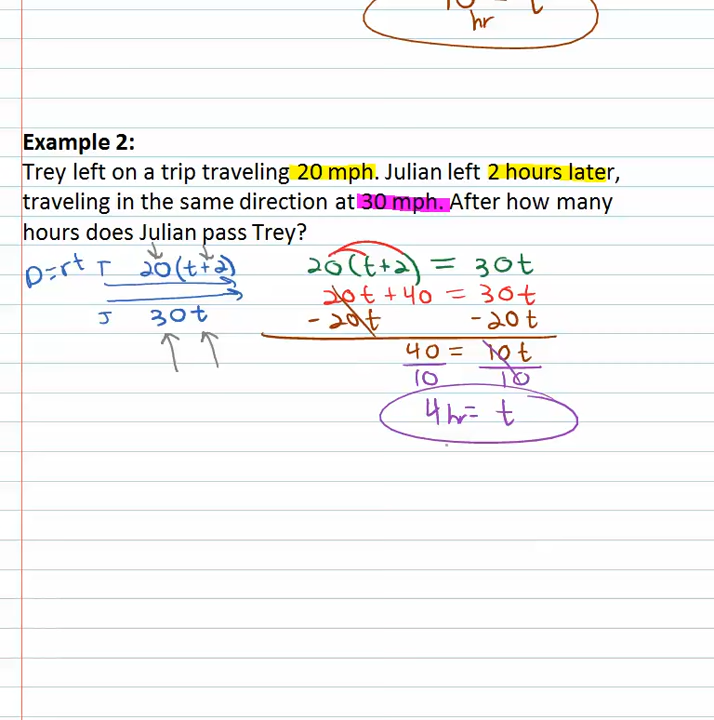 10 = t
hr
Example 2:
Trey left on a trip traveling 20 mph. Julian left 2 hours later,
traveling in the same direction at 30 mph. After how many
hours does Julian pass Trey?
D=rt T 20(t+2) 20(t+2) = 30t
20t + 40 = 30t
J 30t - 20t - 20t
40 = 10t
10 10
4hr = t